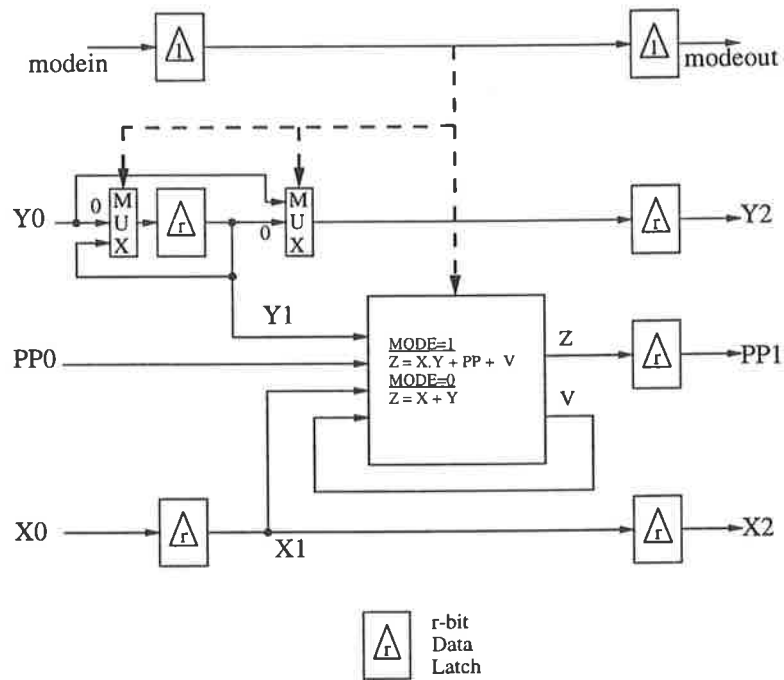 1
1
modein
modeout
M
U
X
M
U
X
Y0
0
r
0
r
Y2
Y1
MODE=1
Z = X.Y + PP + V
MODE=0
Z = X + Y
Z
V
PP0
r
PP1
X0
r
X1
r
X2
r
r-bit
Data
Latch